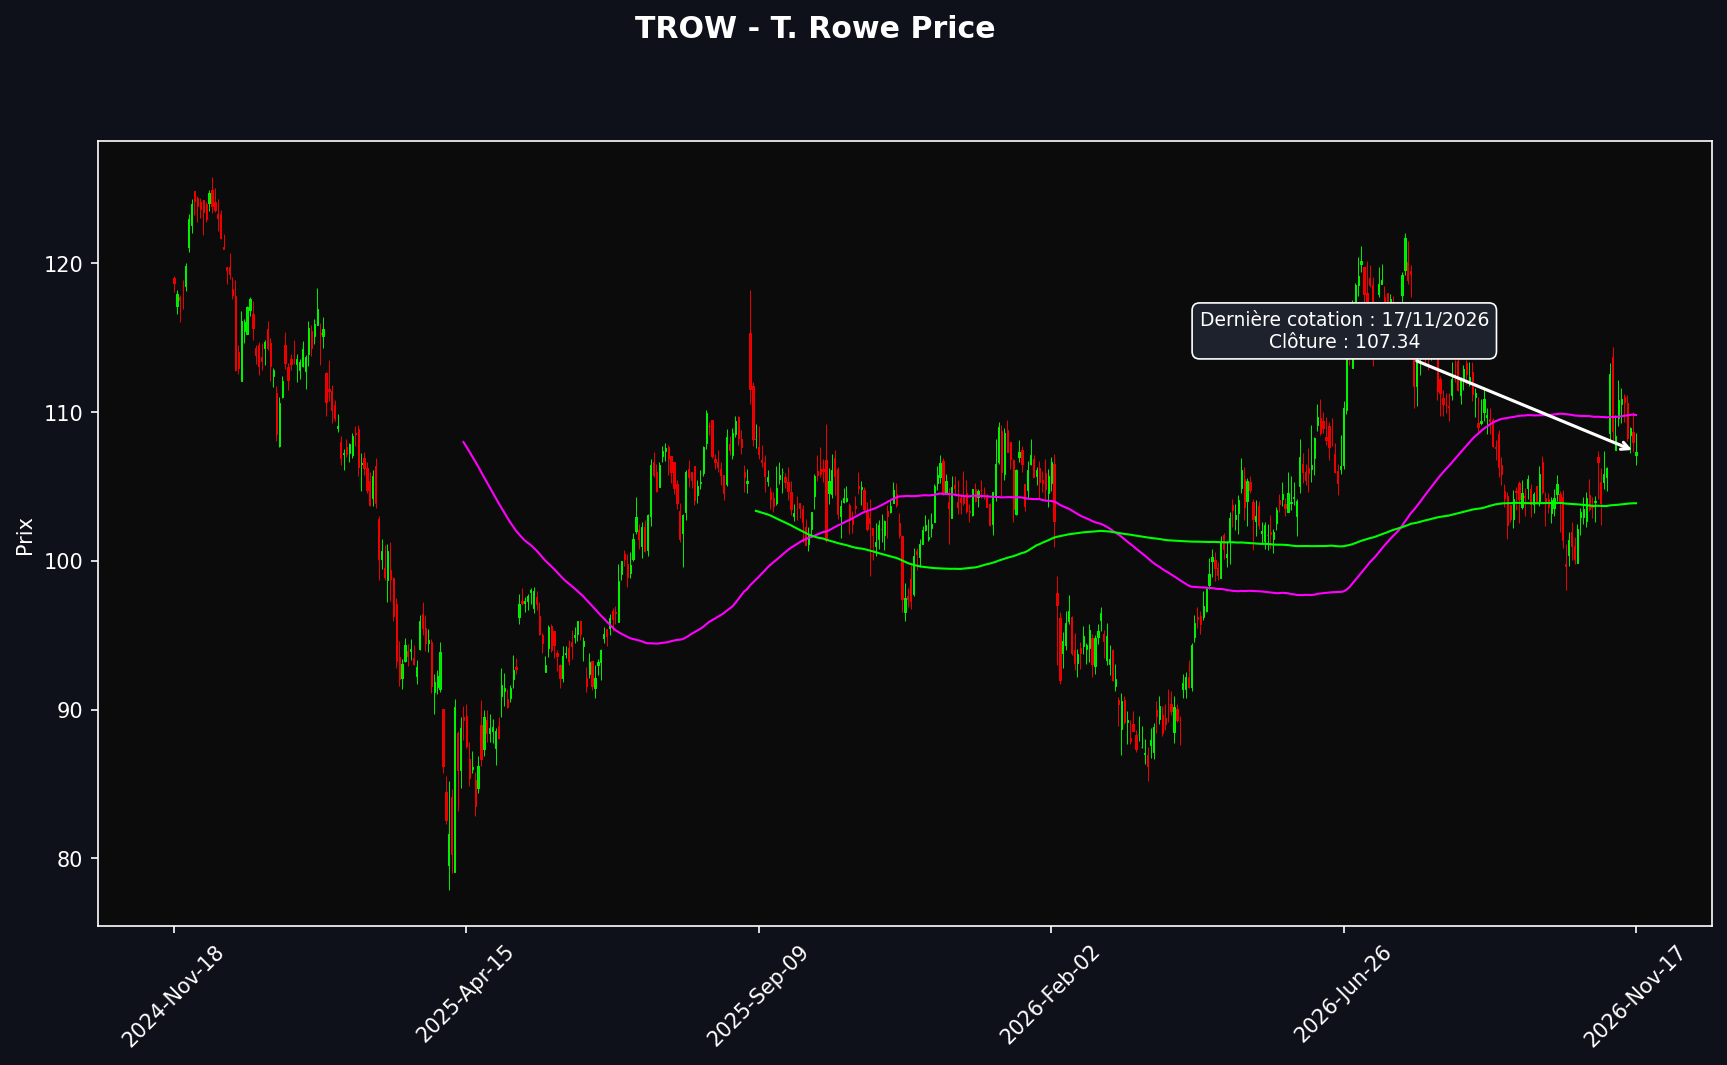 TROW - T. Rowe Price
Prix
120
110
100
90
80
Dernière cotation : 17/11/2026
Clôture : 107.34
2024-Nov-18
2025-Apr-15
2025-Sep-09
2026-Feb-02
2026-Jun-26
2026-Nov-17